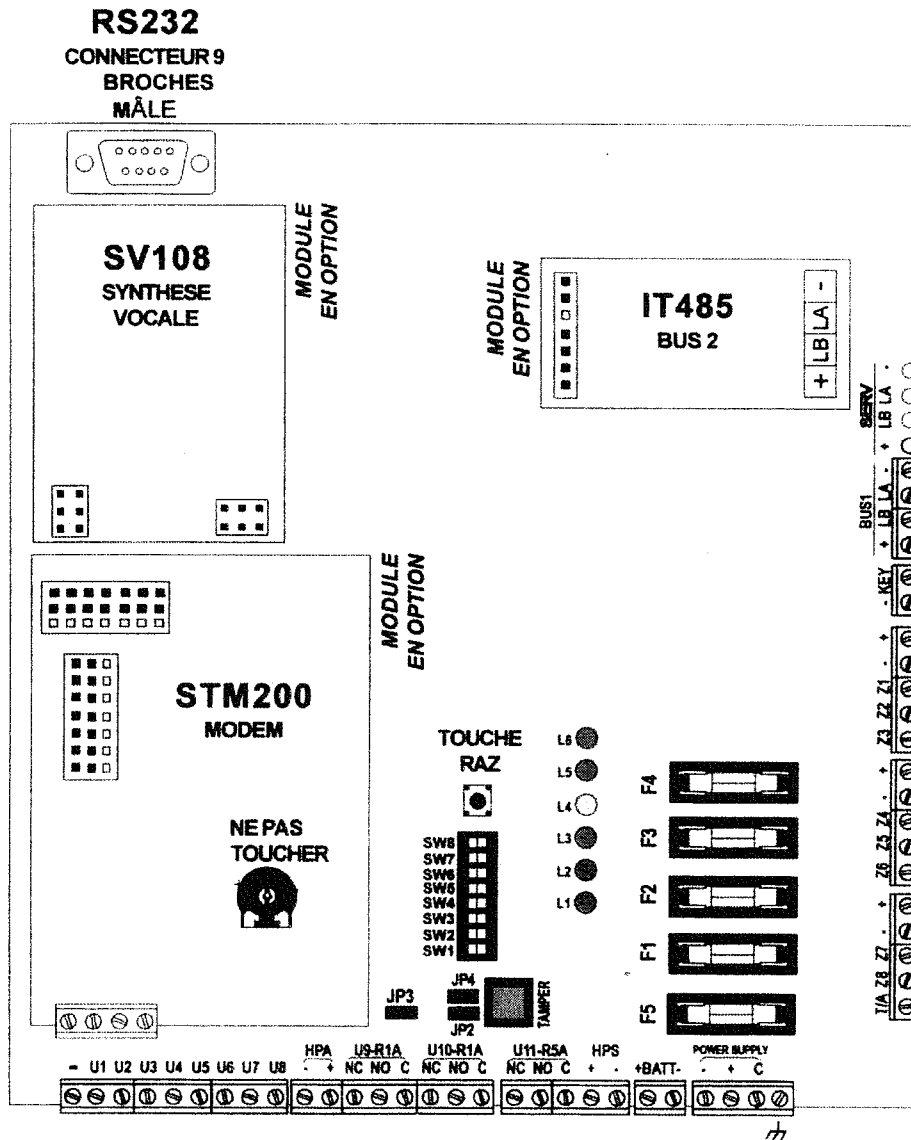 RS232
CONNECTEUR 9
BROCHES
MÂLE
SV108
SYNTHESE
VOCALE
MODULE
EN OPTION
MODULE
EN OPTION
IT485
BUS 2
+ LB LA -
SERV
+ LB LA -
BUS1
+ LB LA -
- KEY
STM200
MODEM
MODULE
EN OPTION
NE PAS
TOUCHER
TOUCHE
RAZ
L6
L5
L4
L3
L2
L1
SW8
SW7
SW6
SW5
SW4
SW3
SW2
SW1
F4
F3
F2
F1
F5
Z3 Z2 Z1 - +
Z6 Z5 Z4 - +
T/A Z8 Z7 - +
JP3
JP4
JP2
TAMPER
HPA
U9-R1A
U10-R1A
U11-R5A
HPS
POWER SUPPLY
- U1 U2 U3 U4 U5 U6 U7 U8 - + NC NO C NC NO C NC NO C + - +BATT- - + C